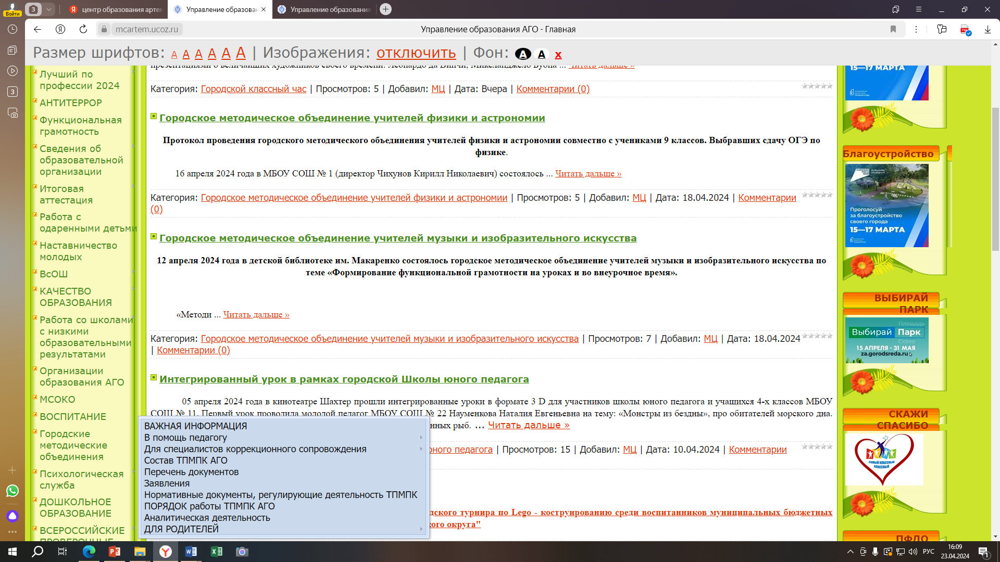 Войти
3
центр образования артем
Управление образован
Управление образования
mcartem.ucoz.ru
Управление образования АГО - Главная
Размер шрифтов: А А А А А А | Изображения: отключить | Фон: А А х
3
Лучший по
профессии 2024
АНТИТЕРРОР
Функциональная
грамотность
Сведения об
образовательной
организации
Итоговая
аттестация
Работа с
одаренными детьми
Наставничество
молодых
ВсОШ
КАЧЕСТВО
ОБРАЗОВАНИЯ
Работа со школами
с низкими
образовательными
результатами
Организации
образования АГО
МСОКО
ВОСПИТАНИЕ
Городские
методические
объединения
Психологическая
служба
ДОШКОЛЬНОЕ
ОБРАЗОВАНИЕ
ВСЕРОССИЙСКИЕ
ПРОВЕРОЧНЫЕ
презентациями о величайших художников своего времени: Леонардо да Винчи, Микеланджело Буона ... Читать дальше »
Категория: Городской классный час | Просмотров: 5 | Добавил: МЦ | Дата: Вчера | Комментарии (0)
Городское методическое объединение учителей физики и астрономии
Протокол проведения городского методического объединения учителей физики и астрономии совместно с учениками 9 классов. Выбравших сдачу ОГЭ по
физике.
16 апреля 2024 года в МБОУ СОШ № 1 (директор Чихунов Кирилл Николаевич) состоялось ... Читать дальше »
Категория: Городское методическое объединение учителей физики и астрономии | Просмотров: 5 | Добавил: МЦ | Дата: 18.04.2024 | Комментарии
(0)
Городское методическое объединение учителей музыки и изобразительного искусства
12 апреля 2024 года в детской библиотеке им. Макаренко состоялось городское методическое объединение учителей музыки и изобразительного искусства по
теме «Формирование функциональной грамотности на уроках и во внеурочное время».
«Методи ... Читать дальше »
Категория: Городское методическое объединение учителей музыки и изобразительного искусства | Просмотров: 7 | Добавил: МЦ | Дата: 18.04.2024
| Комментарии (0)
Интегрированный урок в рамках городской Школы юного педагога
05 апреля 2024 года в кинотеатре Шахтер прошли интегрированные уроки в формате 3 D для участников школы юного педагога и учащихся 4-х классов МБОУ
СОШ № 11. Первый урок проводила молодой педагог МБОУ СОШ № 22 Науменкова Наталия Евгеньевна на тему: «Монстры из бездны», про обитателей морского дна.
нных рыб. ... Читать дальше »
юного педагога | Просмотров: 15 | Добавил: МЦ | Дата: 10.04.2024 | Комментарии
дского турнира по Lego - коструированию среди воспитанников муниципальных бюджетных
кого округа"
ВАЖНАЯ ИНФОРМАЦИЯ
В помощь педагогу
Для специалистов коррекционного сопровождения
Состав ТПМПК АГО
Перечень документов
Заявления
Нормативные документы, регулирующие деятельность ТПМПК
ПОРЯДОК работы ТПМПК АГО
Аналитическая деятельность
ДЛЯ РОДИТЕЛЕЙ
15—17 МАРТА
Благоустройство
Проголосуй
за благоустройство
своего города
15—17 МАРТА
ВЫБИРАЙ
ПАРК
Площадь
Выбирай Парк
Сквер
15 АПРЕЛЯ - 31 МАЯ
za.gorodsreda.ru
СКАЖИ
СПАСИБО
САМЫЙ КЛАССНЫЙ
КЛАССНЫЙ
ПФДО
РУС
16:09
23.04.2024
1